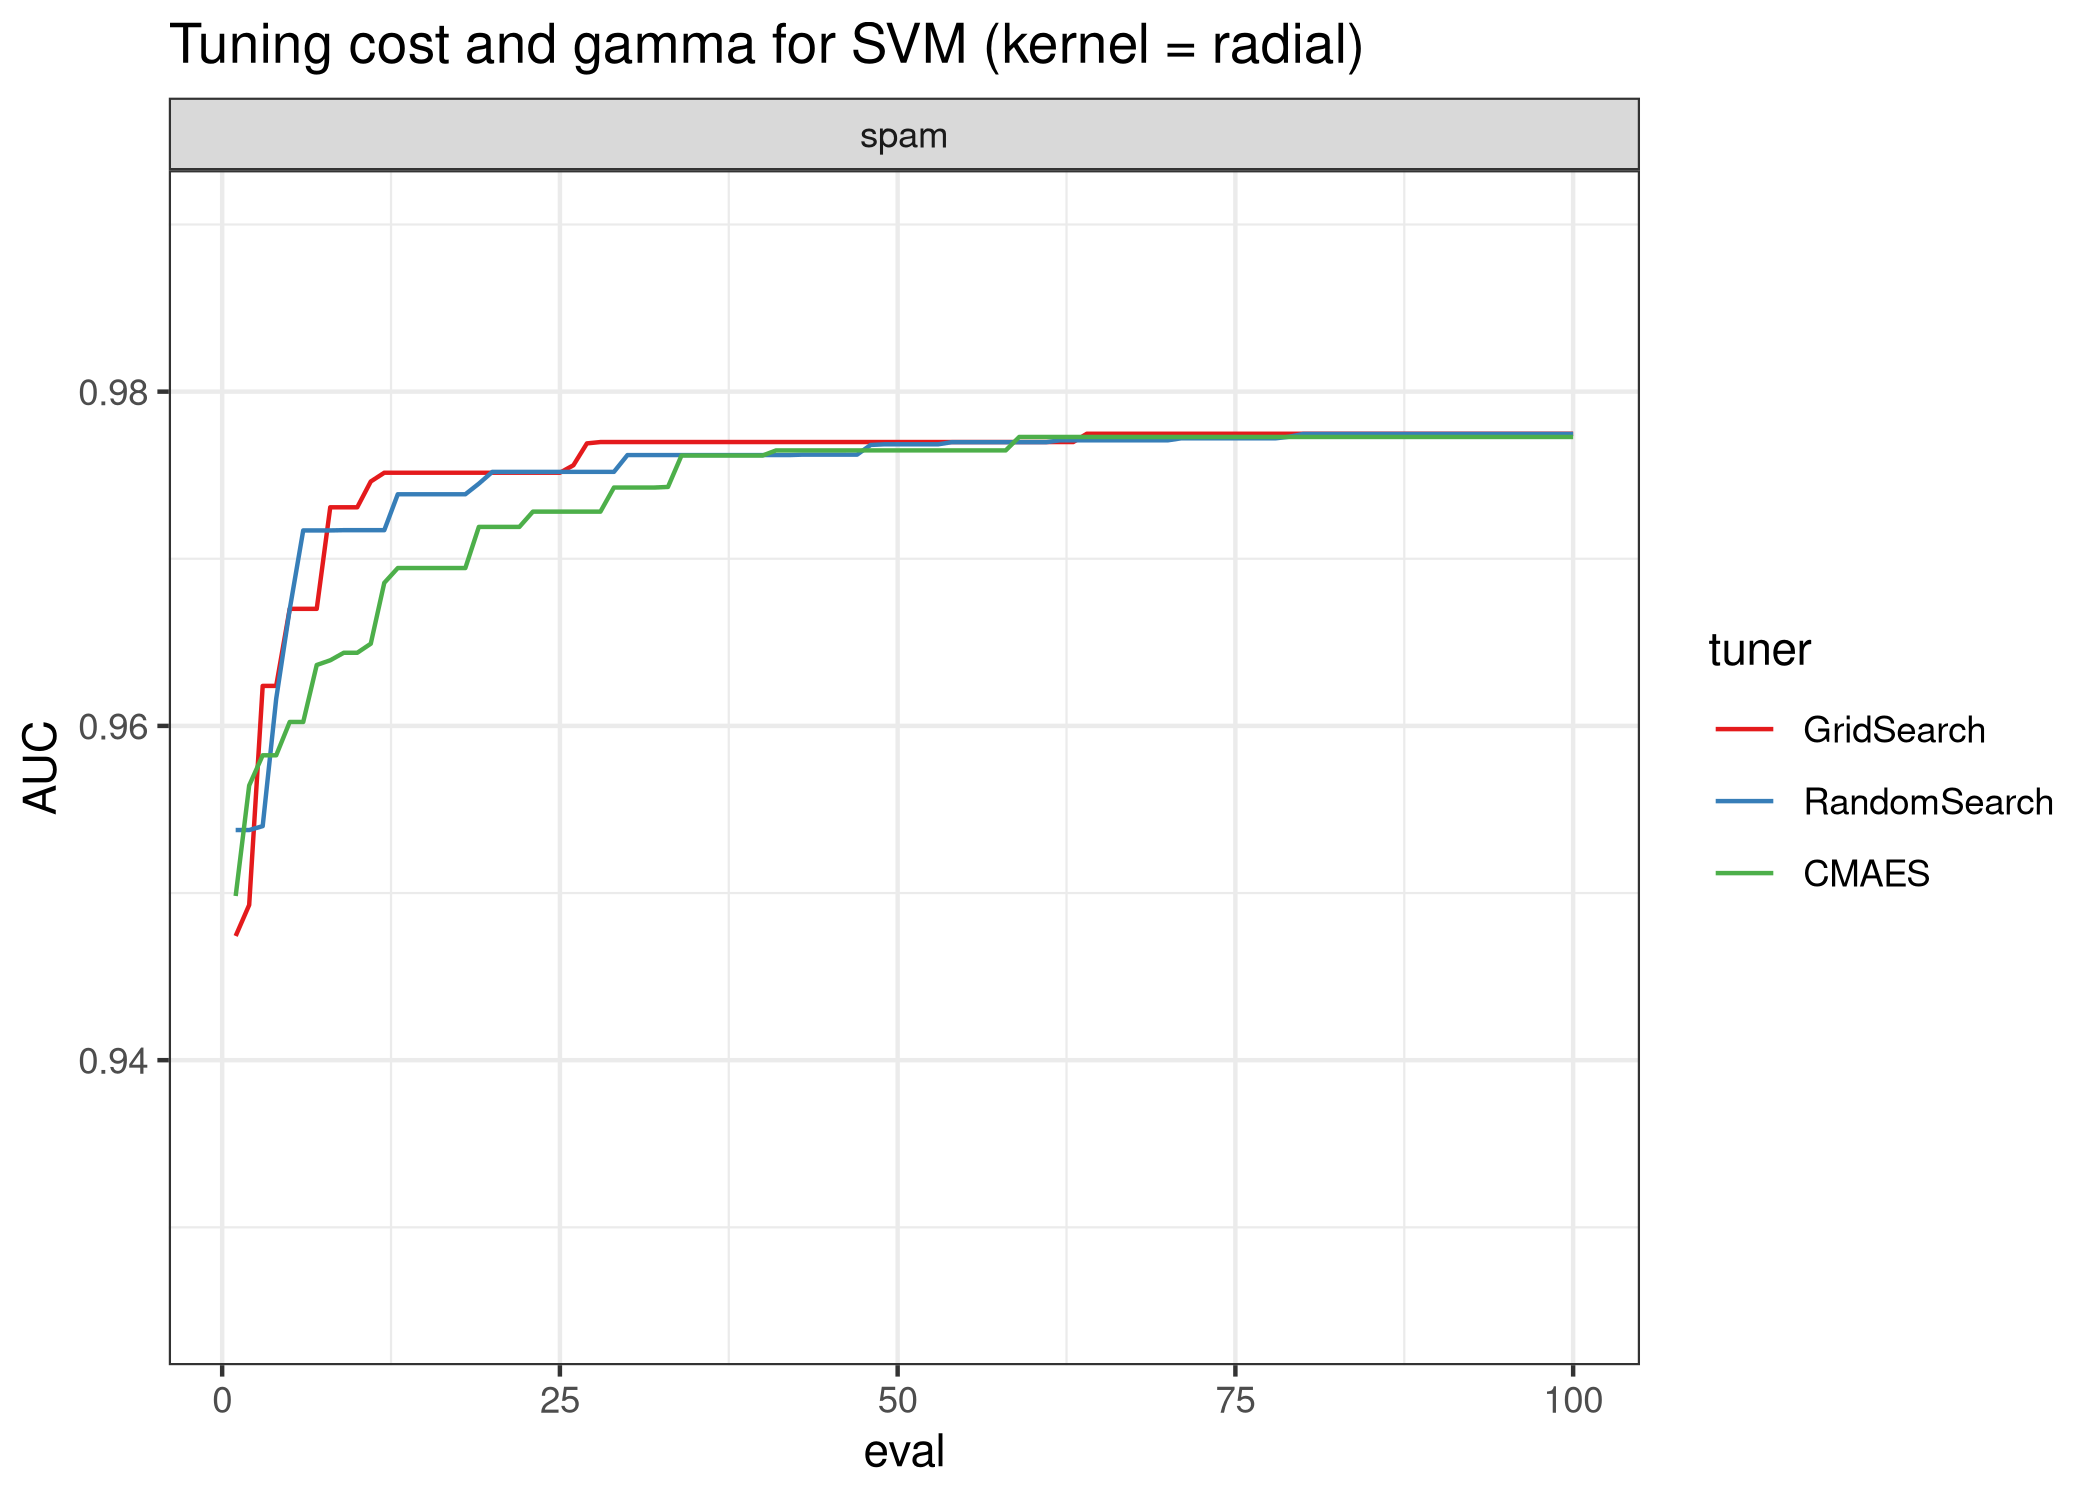 Tuning cost and gamma for SVM (kernel = radial)
spam
0.98
0.96
0.94
AUC
0
25
50
75
100
eval
tuner
GridSearch
RandomSearch
CMAES